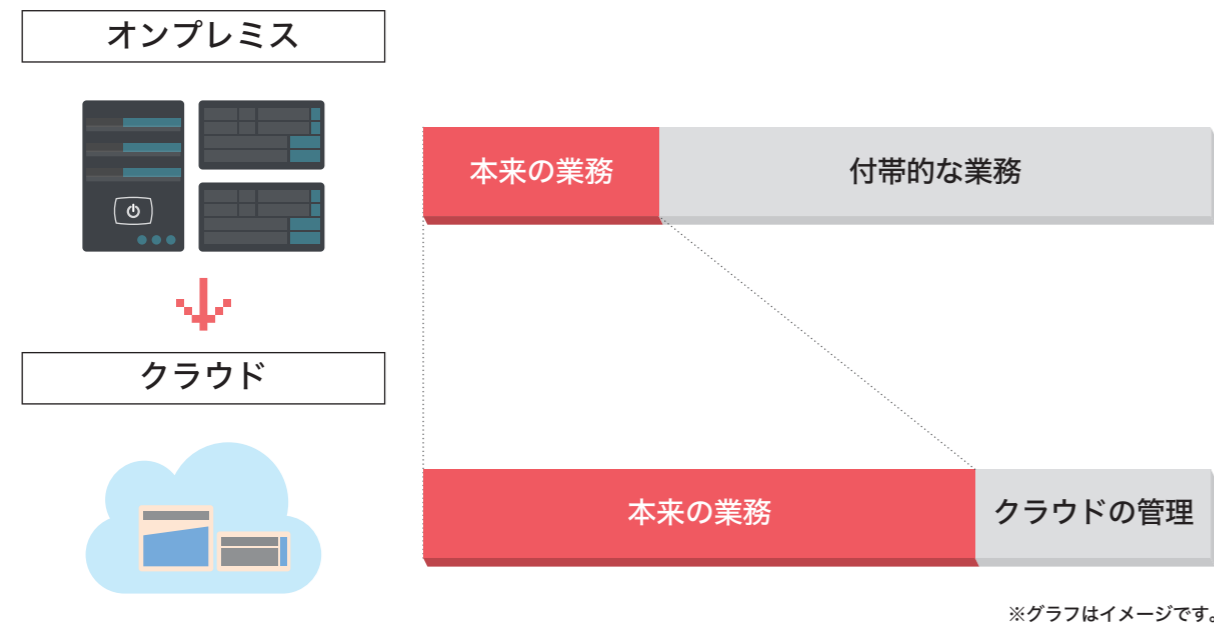 オンプレミス
本来の業務
付帯的な業務
クラウド
本来の業務
クラウドの管理
※グラフはイメージです。